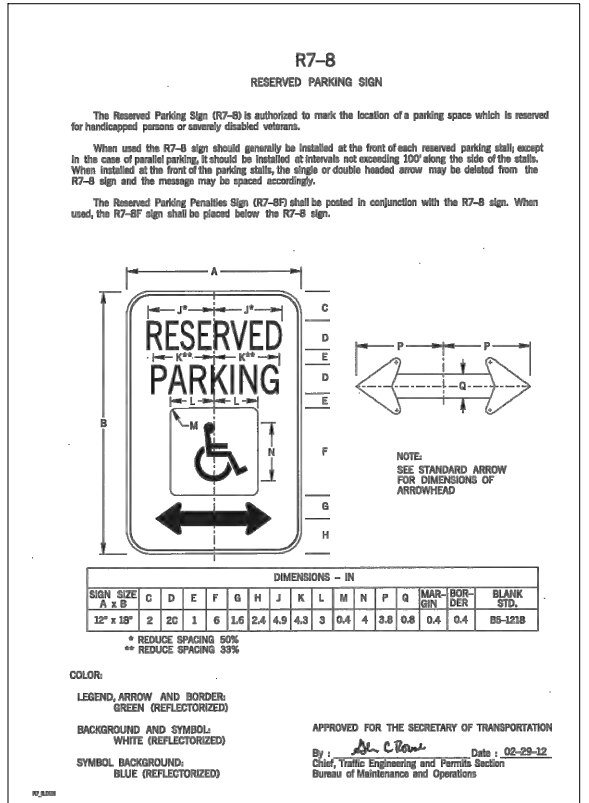 R7–8
RESERVED PARKING SIGN
The Reserved Parking Sign (R7–8) is authorized to mark the location of a parking space which is reserved
for handicapped persons or severely disabled veterans.
When used the R7–8 sign should generally be installed at the front of each reserved parking stall; except
in the case of parallel parking, it should be installed at intervals not exceeding 100' along the side of the stalls.
When installed at the front of the parking stalls, the single or double headed arrow may be deleted from the
R7–8 sign and the message may be spaced accordingly.
The Reserved Parking Penalties Sign (R7–8F) shall be posted in conjunction with the R7–8 sign. When
used, the R7–8F sign shall be placed below the R7–8 sign.
A
J* J*
RESERVED
K** K**
PARKING
L L
M
N
B
C
D
E
D
E
F
G
H
P P
Q
NOTE:
SEE STANDARD ARROW
FOR DIMENSIONS OF
ARROWHEAD
DIMENSIONS – IN
SIGN SIZE A x B C D E F G H J K L M N P Q MAR-GIN BOR-DER BLANK STD.
12" x 18" 2 2C 1 6 1.6 2.4 4.9 4.3 3 0.4 4 3.8 0.8 0.4 0.4 B5-1218
* REDUCE SPACING 50%
** REDUCE SPACING 33%
COLOR:
LEGEND, ARROW AND BORDER:
GREEN (REFLECTORIZED)
BACKGROUND AND SYMBOL:
WHITE (REFLECTORIZED)
SYMBOL BACKGROUND:
BLUE (REFLECTORIZED)
APPROVED FOR THE SECRETARY OF TRANSPORTATION
By : Date : 02-29-12
Chief, Traffic Engineering and Permits Section
Bureau of Maintenance and Operations